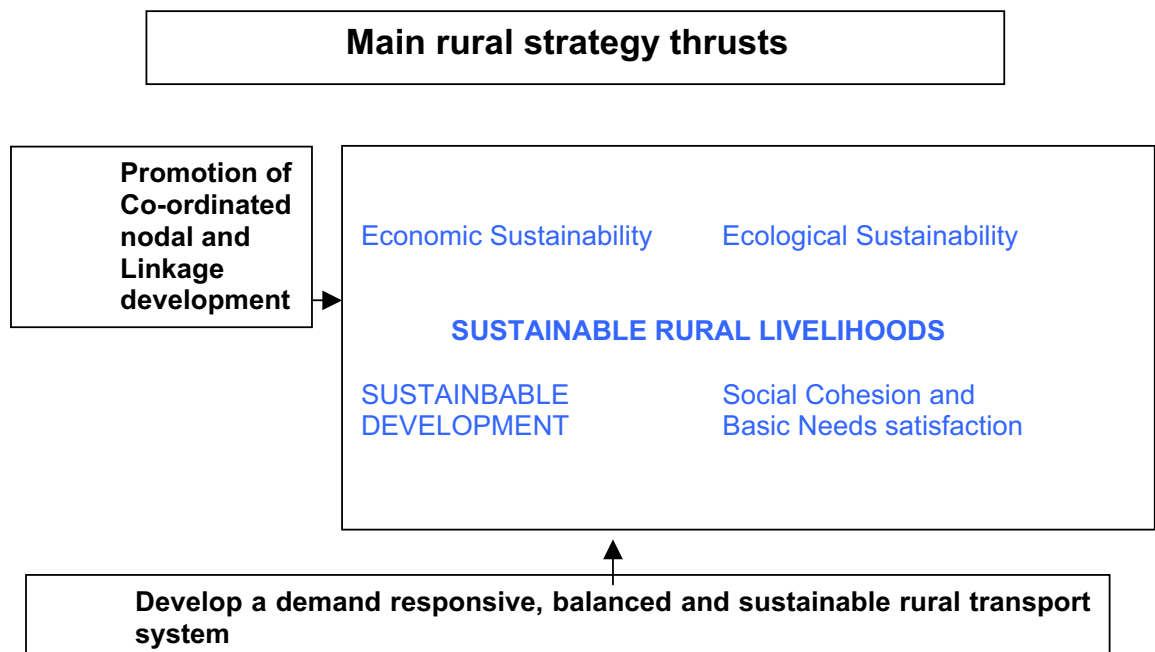 Main rural strategy thrusts
Promotion of
Co-ordinated
nodal and
Linkage
development
Economic Sustainability Ecological Sustainability
SUSTAINABLE RURAL LIVELIHOODS
SUSTAINBABLE Social Cohesion and
DEVELOPMENT Basic Needs satisfaction
Develop a demand responsive, balanced and sustainable rural transport
system